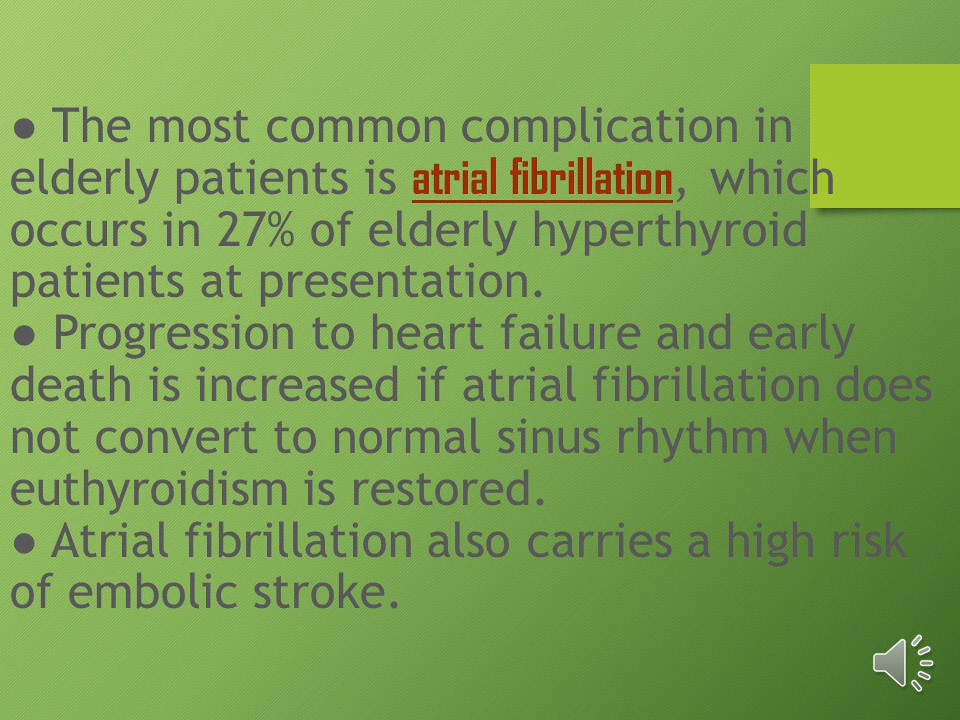 ● The most common complication in
elderly patients is atrial fibrillation, which
occurs in 27% of elderly hyperthyroid
patients at presentation.
● Progression to heart failure and early
death is increased if atrial fibrillation does
not convert to normal sinus rhythm when
euthyroidism is restored.
● Atrial fibrillation also carries a high risk
of embolic stroke.